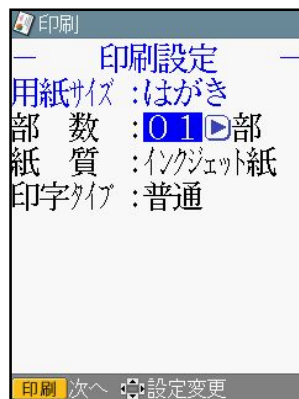 印刷
― 印刷設定 ―
用紙サイズ :はがき
部 数 :01部
紙 質 :インクジェット紙
印字タイプ :普通
印刷 次へ 設定変更